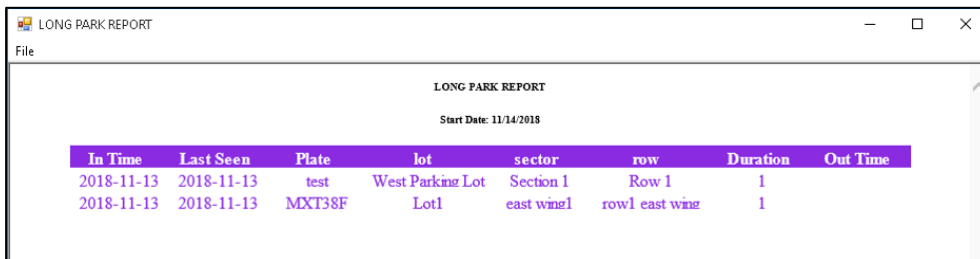 LONG PARK REPORT
File
LONG PARK REPORT
Start Date: 11/14/2018
In Time Last Seen Plate lot sector row Duration Out Time
2018-11-13 2018-11-13 test West Parking Lot Section 1 Row 1 1
2018-11-13 2018-11-13 MXT38F Lot1 east wing1 row1 east wing 1